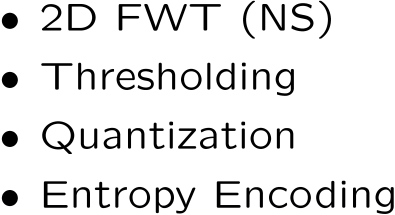 • 2D FWT (NS)
• Thresholding
• Quantization
• Entropy Encoding